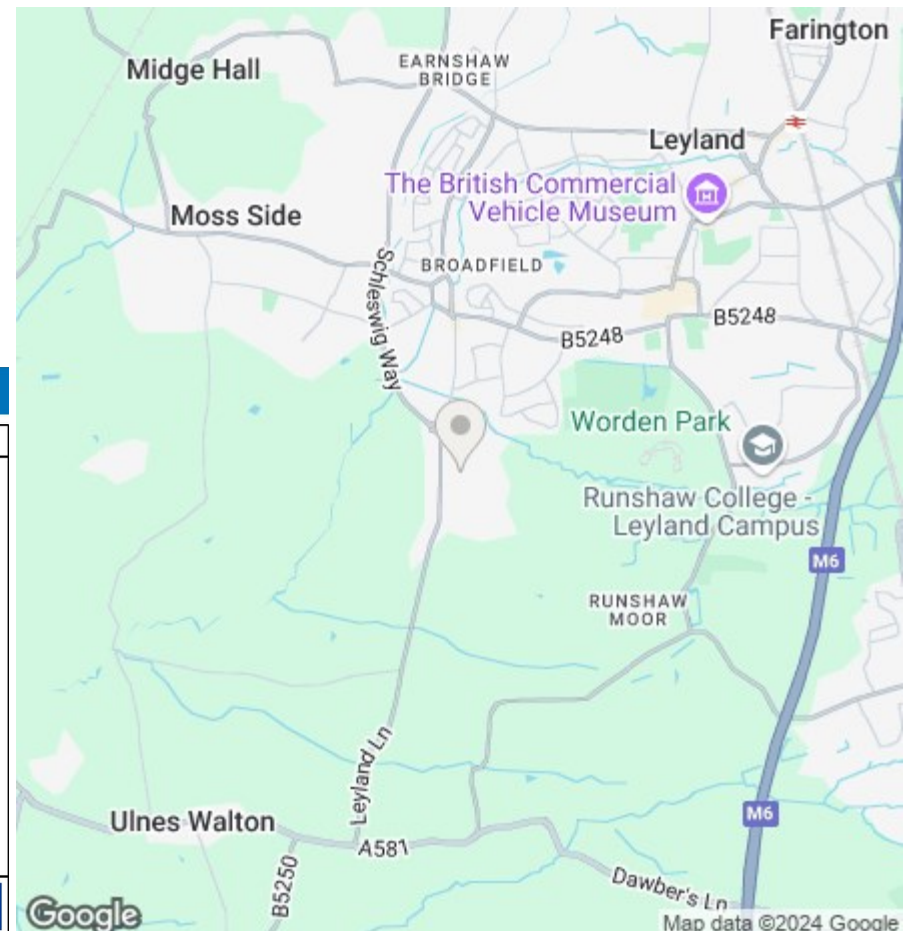 Farington
Midge Hall
EARNSHAW
BRIDGE
Leyland
The British Commercial
Vehicle Museum
Moss Side
BROADFIELD
Schleswig Way
B5248
B5248
Worden Park
Runshaw College -
Leyland Campus
M6
RUNSHAW
MOOR
Leyland Ln
Ulnes Walton
A581
M6
B5250
Dawber's Ln
Google
Map data ©2024 Google